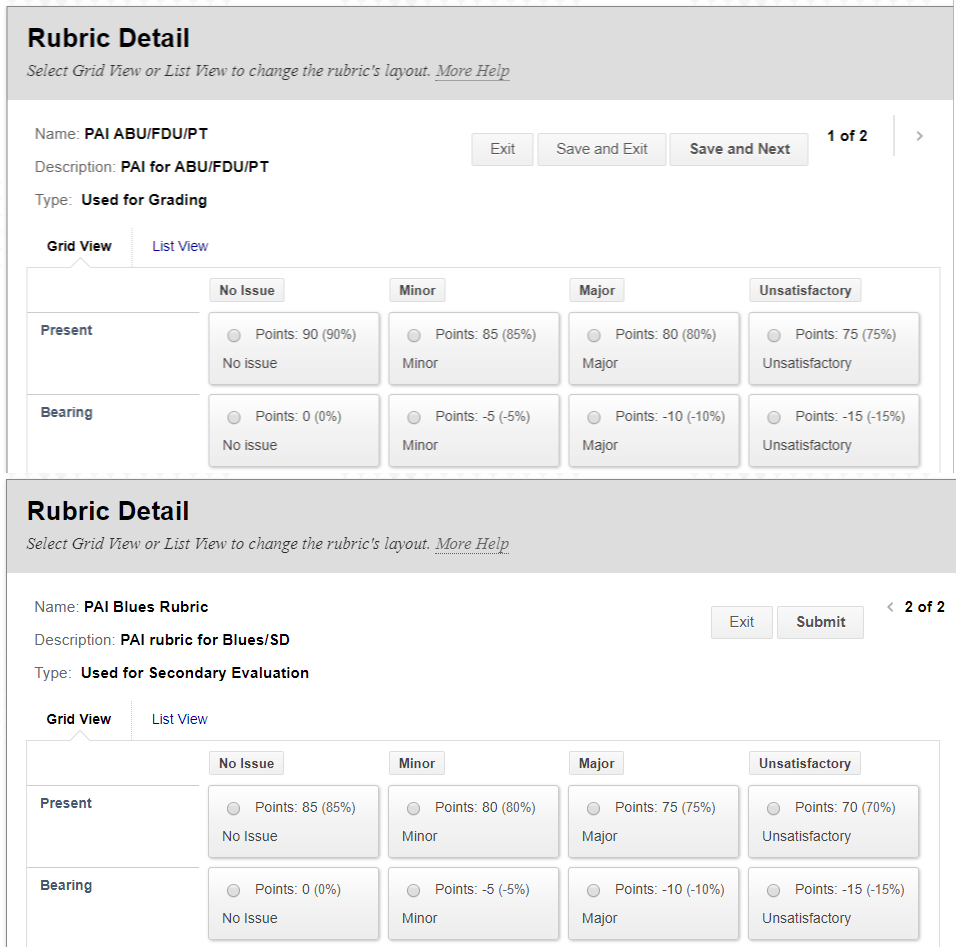 Rubric Detail
Select Grid View or List View to change the rubric's layout. More Help
Name: PAI ABU/FDU/PT
Exit Save and Exit Save and Next 1 of 2 >
Description: PAI for ABU/FDU/PT
Type: Used for Grading
Grid View List View
No Issue Minor Major Unsatisfactory
Present Points: 90 (90%) Points: 85 (85%) Points: 80 (80%) Points: 75 (75%)
No issue Minor Major Unsatisfactory
Bearing Points: 0 (0%) Points: -5 (-5%) Points: -10 (-10%) Points: -15 (-15%)
No issue Minor Major Unsatisfactory
Rubric Detail
Select Grid View or List View to change the rubric's layout. More Help
Name: PAI Blues Rubric
Exit Submit < 2 of 2
Description: PAI rubric for Blues/SD
Type: Used for Secondary Evaluation
Grid View List View
No Issue Minor Major Unsatisfactory
Present Points: 85 (85%) Points: 80 (80%) Points: 75 (75%) Points: 70 (70%)
No Issue Minor Major Unsatisfactory
Bearing Points: 0 (0%) Points: -5 (-5%) Points: -10 (-10%) Points: -15 (-15%)
No Issue Minor Major Unsatisfactory